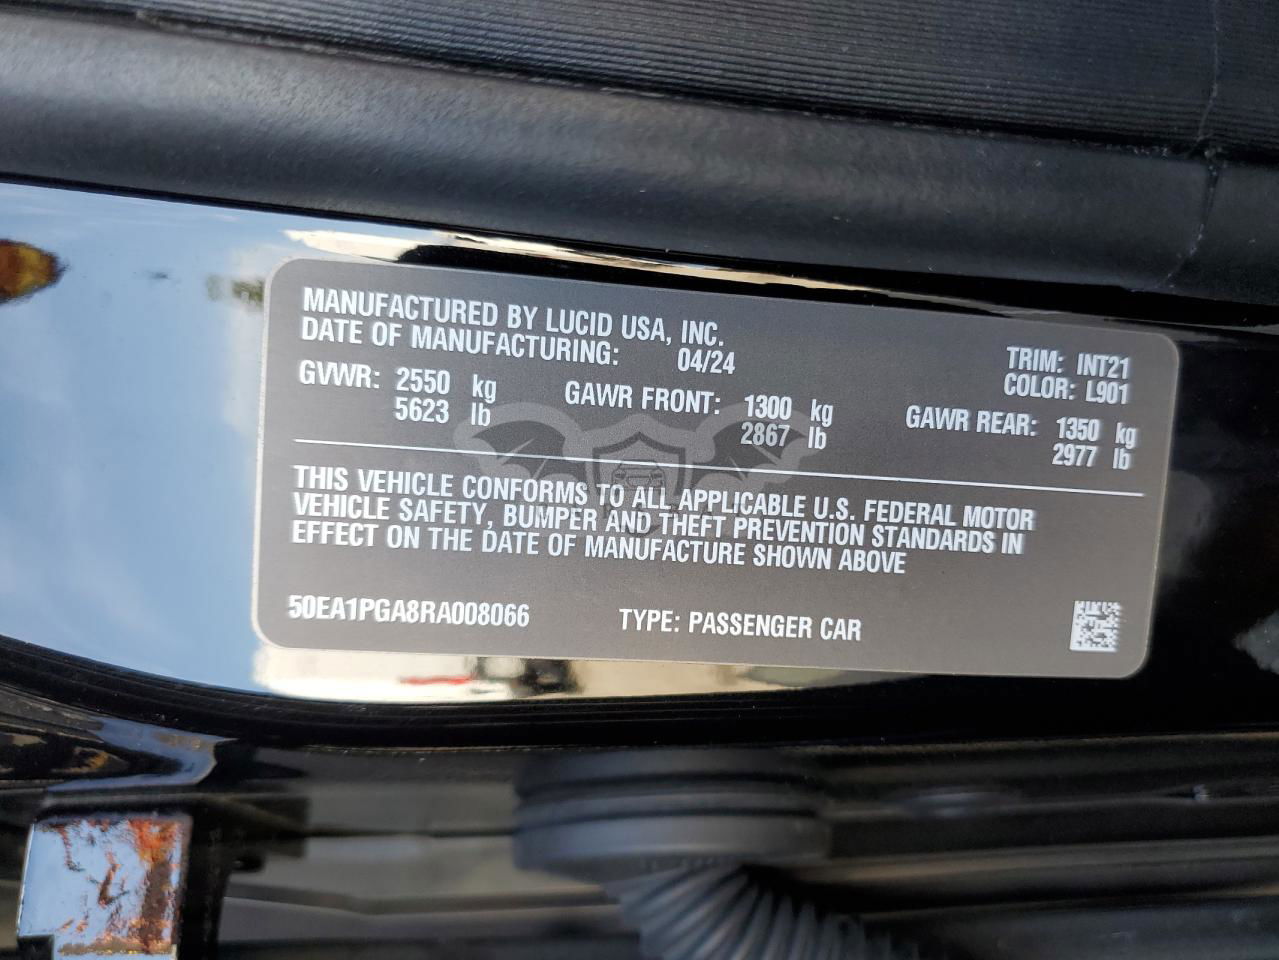 MANUFACTURED BY LUCID USA, INC.
DATE OF MANUFACTURING: 04/24
TRIM: INT21
COLOR: L901
GVWR: 2550 kg
5623 lb
GAWR FRONT: 1300 kg
2867 lb
GAWR REAR: 1350 kg
2977 lb
THIS VEHICLE CONFORMS TO ALL APPLICABLE U.S. FEDERAL MOTOR
VEHICLE SAFETY, BUMPER AND THEFT PREVENTION STANDARDS IN
EFFECT ON THE DATE OF MANUFACTURE SHOWN ABOVE
50EA1PGA8RA008066 TYPE: PASSENGER CAR